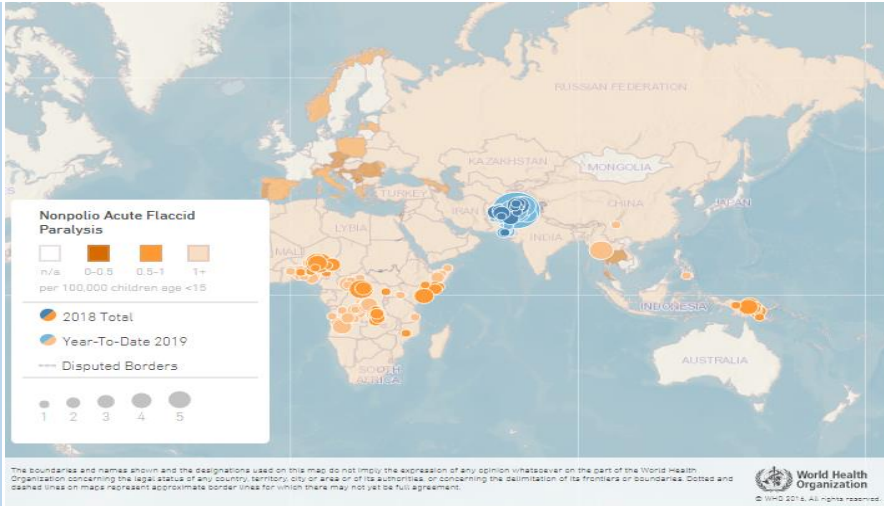 RUSSIAN FEDERATION
KAZAKHSTAN
MONGOLIA
TURKEY
IRAN
CHINA
JAPAN
LYBIA
INDIA
MALI
INDONESIA
AUSTRALIA
SOUTH
AFRICA
S
Nonpolio Acute Flaccid
Paralysis
n/a 0-0.5 0.5-1 1+
per 100,000 children age <15
2018 Total
Year-To-Date 2019
Disputed Borders
1 2 3 4 5
The boundaries and names shown and the designations used on this map do not imply the expression of any opinion whatsoever on the part of the World Health
Organization concerning the legal status of any country, territory, city or area or of its authorities, or concerning the delimitation of its frontiers or boundaries. Dotted and
dashed lines on maps represent approximate border lines for which there may not yet be full agreement.
World Health
Organization
© WHO 2016. All rights reserved.